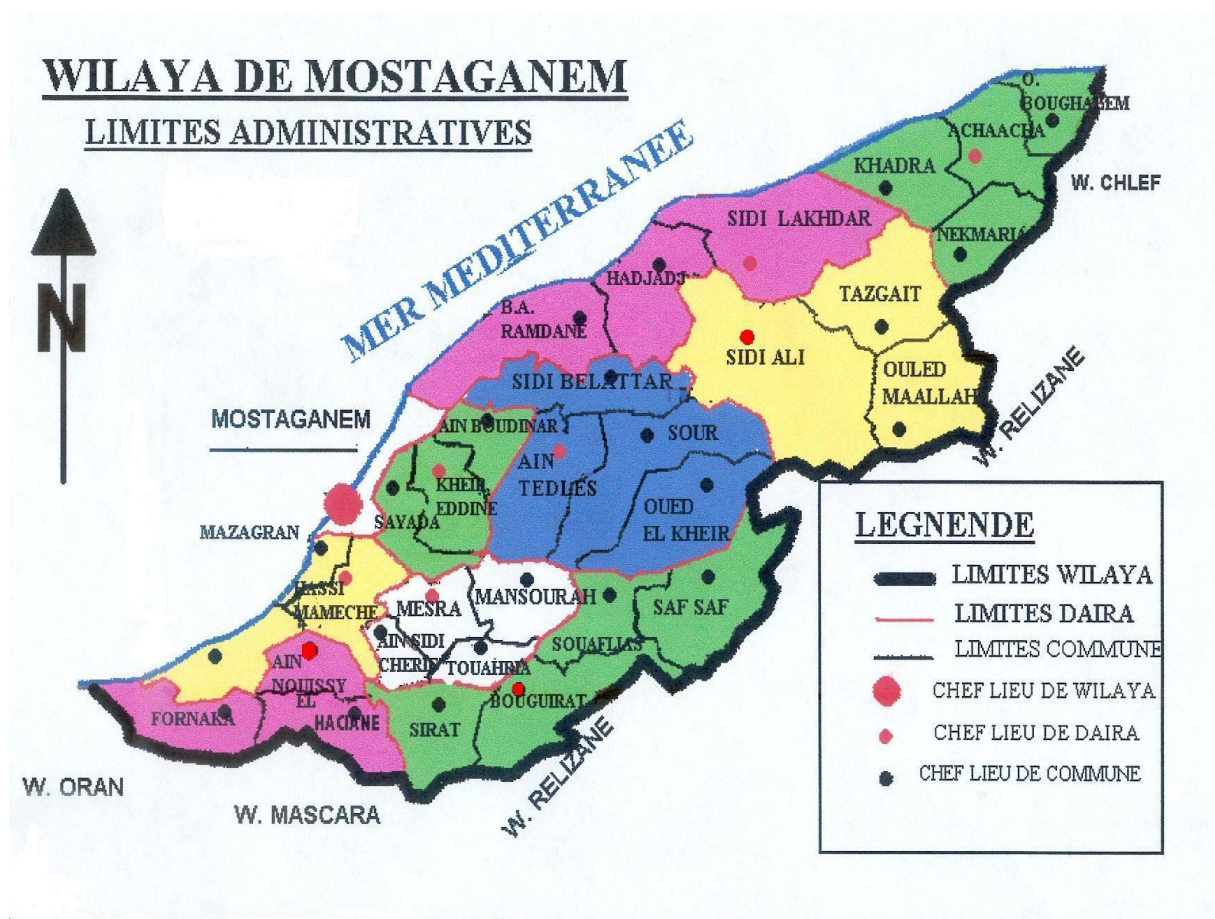 WILAYA DE MOSTAGANEM
LIMITES ADMINISTRATIVES
MER MEDITERRANEE
N
O.
BOUGHALEM
ACHAACHA
KHADRA
W. CHLEF
NEKMARIA
SIDI LAKHDAR
HADJADJ
TAZGAIT
B.A.
RAMDANE
SIDI ALI
OULED
MAALLAH
SIDI BELATTAR
MOSTAGANEM
AIN BOUDINAR
SOUR
W. RELIZANE
AIN
TEDLES
KHEIR
EDDINE
OUED
EL KHEIR
SAYADA
MAZAGRAN
HASSI
MAMECHE
MESRA
MANSOURAH
SAF SAF
AIN SIDI
CHERIF
TOUAHRIA
SOUAFLIAS
AIN
NOUISSY
EL
HACIANE
FORNAKA
SIRAT
BOUGUIRAT
W. RELIZANE
W. ORAN
W. MASCARA
LEGNENDE
LIMITES WILAYA
LIMITES DAIRA
LIMITES COMMUNE
CHEF LIEU DE WILAYA
CHEF LIEU DE DAIRA
CHEF LIEU DE COMMUNE